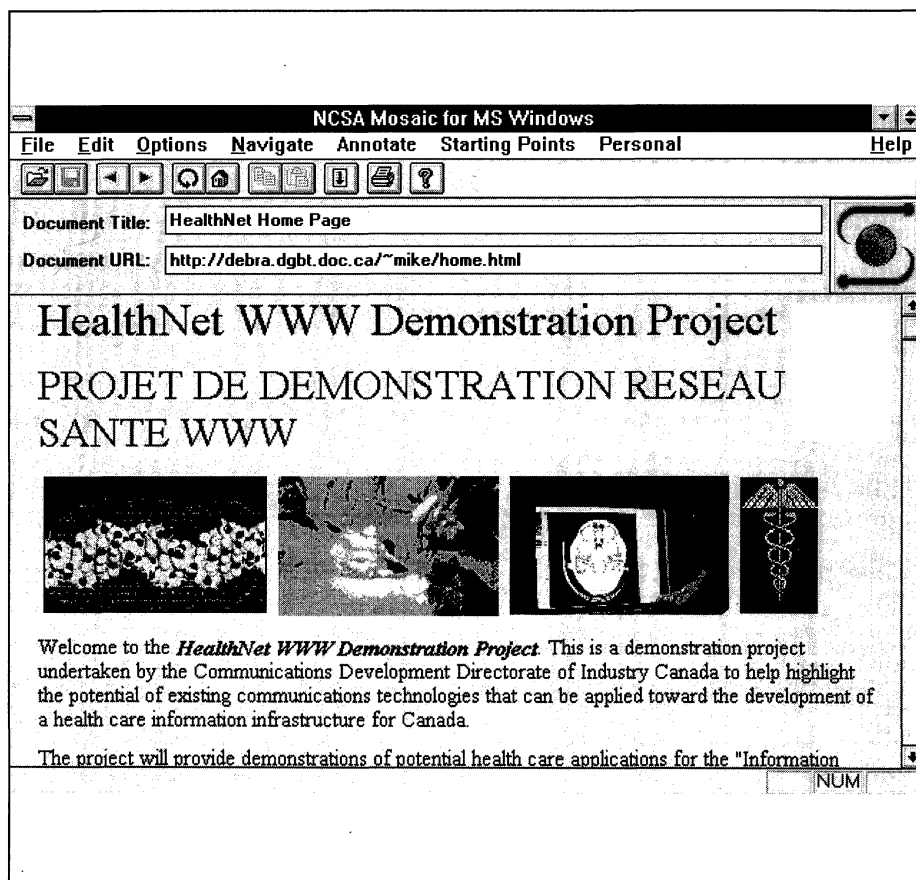 NCSA Mosaic for MS Windows
File Edit Options Navigate Annotate Starting Points Personal Help
Document Title: HealthNet Home Page
Document URL: http://debra.dgbt.doc.ca/~mike/home.html
HealthNet WWW Demonstration Project
PROJET DE DEMONSTRATION RESEAU
SANTE WWW
Welcome to the HealthNet WWW Demonstration Project. This is a demonstration project
undertaken by the Communications Development Directorate of Industry Canada to help highlight
the potential of existing communications technologies that can be applied toward the development of
a health care information infrastructure for Canada.
The project will provide demonstrations of potential health care applications for the "Information
NUM